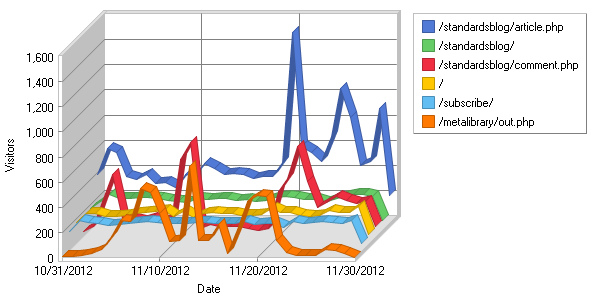 1,600
1,400
1,200
1,000
800
600
400
200
0
Visitors
10/31/2012 11/10/2012 11/20/2012 11/30/2012
Date
/standardsblog/article.php
/standardsblog/
/standardsblog/comment.php
/
/subscribe/
/metalibrary/out.php